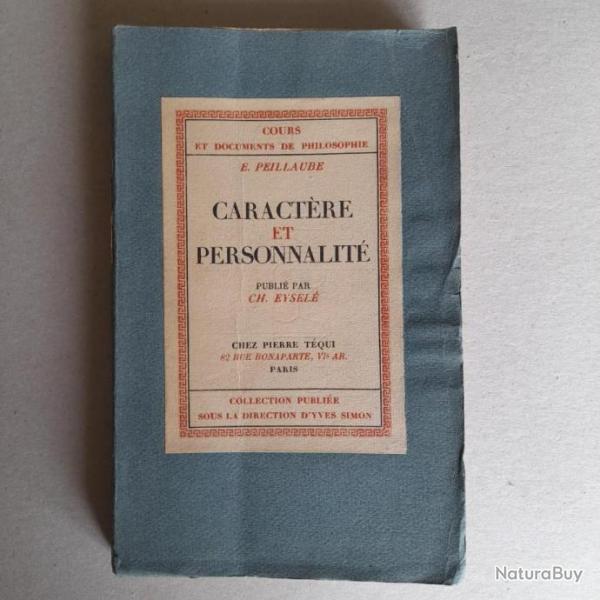 COURS
ET DOCUMENTS DE PHILOSOPHIE
E. PEILLAUBE
CARACTÈRE
ET
PERSONNALITÉ
PUBLIÉ PAR
CH. EYSELÉ
CHEZ PIERRE TÉQUI
82 RUE BONAPARTE, VIe AR.
PARIS
COLLECTION PUBLIÉE
SOUS LA DIRECTION D'YVES SIMON
NaturaBuy